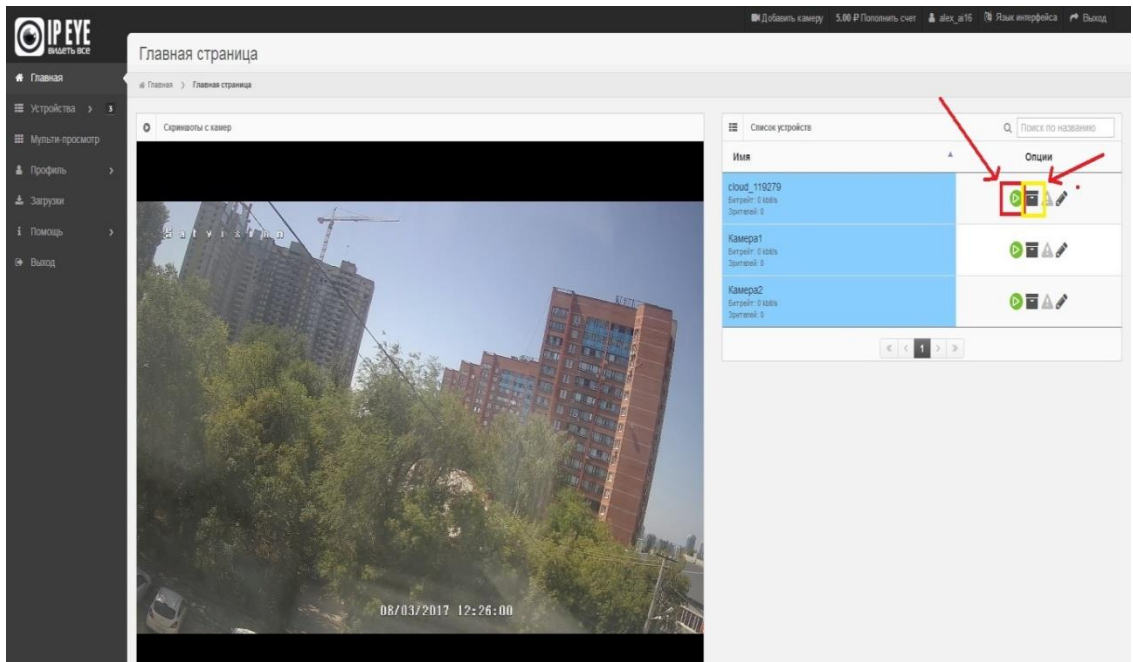 Добавить камеру 5.00 ₽ Пополнить счет alex_ai16 Язык интерфейса Выход
IP EYE
ВИДЕТЬ ВСЕ
Главная страница
Главная
Главная > Главная страница
Устройства > 3
Скриншоты с камер
Список устройств
Поиск по названию
Мульти-просмотр
Имя
Опции
Профиль >
cloud_119279
Битрейт: 0 kbit/s
Зрителей: 0
Загрузки
Помощь >
Satvision
Камера1
Битрейт: 0 kbit/s
Зрителей: 0
Выход
Камера2
Битрейт: 0 kbit/s
Зрителей: 0
« < 1 > »
08/03/2017 12:26:00